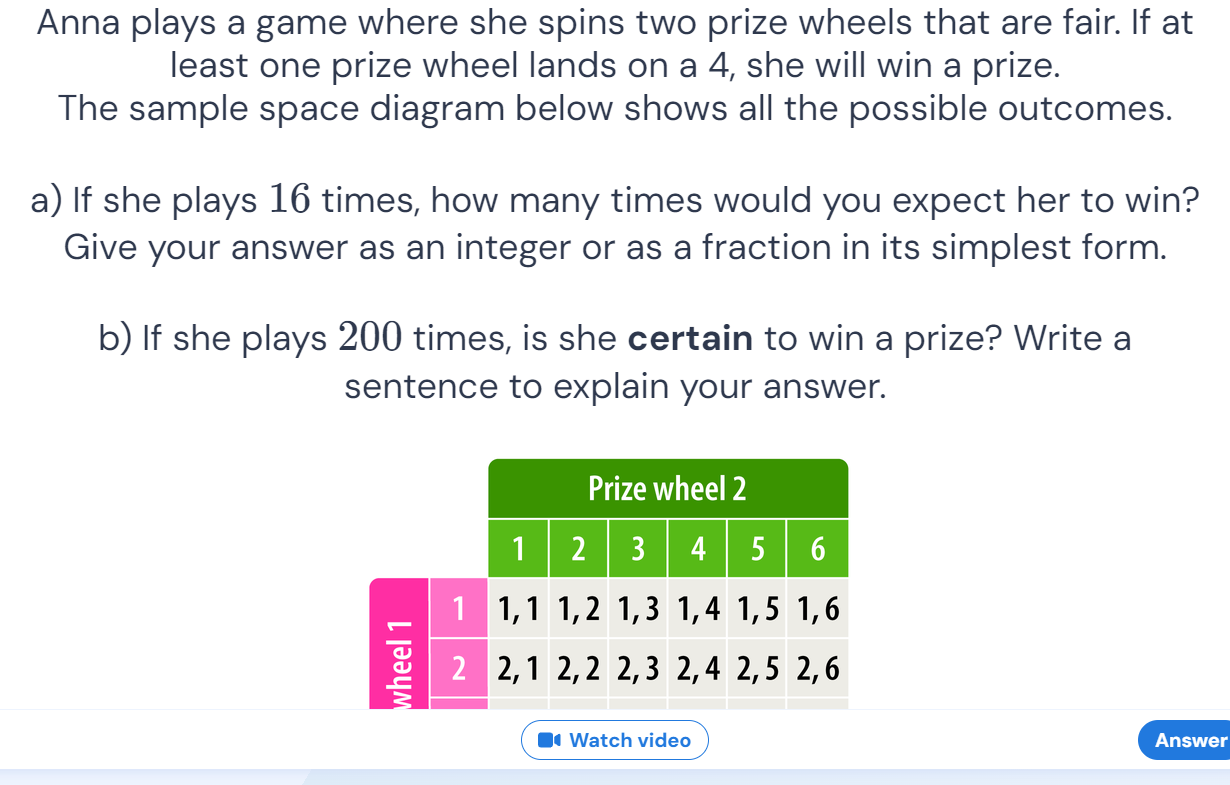 Anna plays a game where she spins two prize wheels that are fair. If at
least one prize wheel lands on a 4, she will win a prize.
The sample space diagram below shows all the possible outcomes.
a) If she plays 16 times, how many times would you expect her to win?
Give your answer as an integer or as a fraction in its simplest form.
b) If she plays 200 times, is she certain to win a prize? Write a
sentence to explain your answer.
Prize wheel 2
1 2 3 4 5 6
wheel 1
1 1, 1 1, 2 1, 3 1, 4 1, 5 1, 6
2 2, 1 2, 2 2, 3 2, 4 2, 5 2, 6
Watch video
Answer